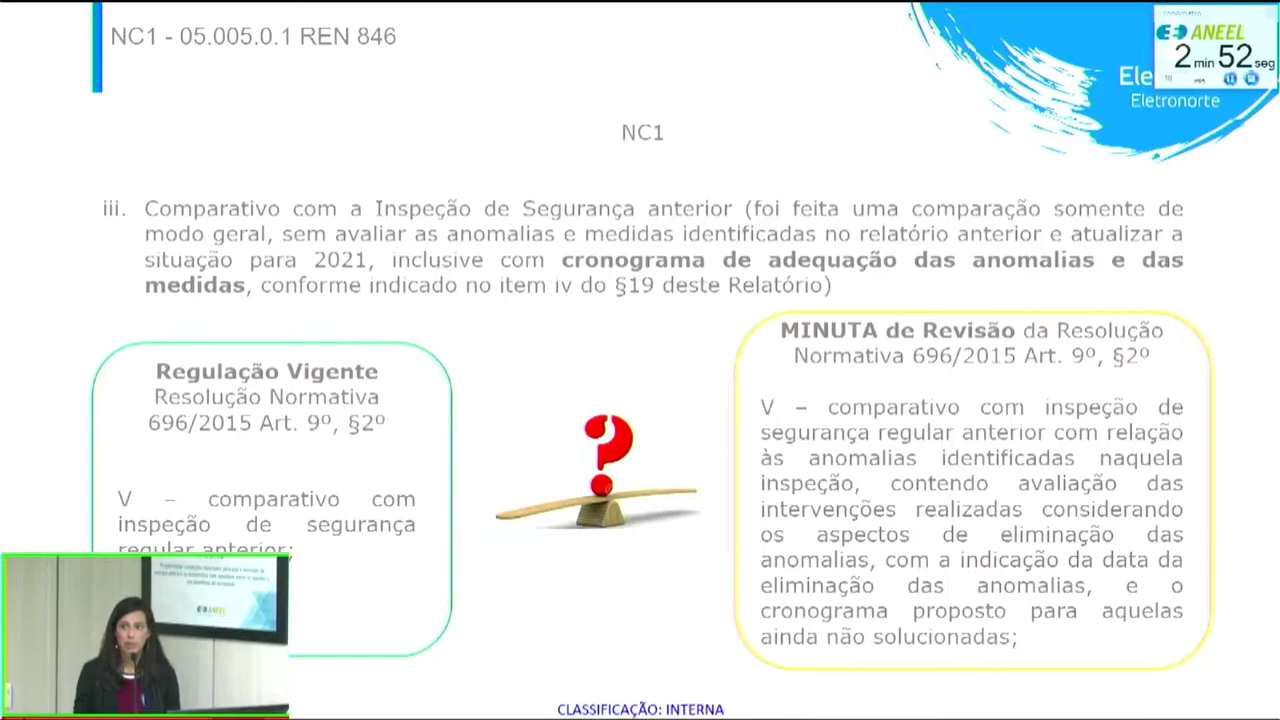 NC1 - 05.005.0.1 REN 846
ANEEL
2 min 52 seg
Eletronorte
NC1
iii. Comparativo com a Inspeção de Segurança anterior (foi feita uma comparação somente de
modo geral, sem avaliar as anomalias e medidas identificadas no relatório anterior e atualizar a
situação para 2021, inclusive com cronograma de adequação das anomalias e das
medidas, conforme indicado no item iv do §19 deste Relatório)
Regulação Vigente
Resolução Normativa
696/2015 Art. 9º, §2º
V – comparativo com
inspeção de segurança
regular anterior;
MINUTA de Revisão da Resolução
Normativa 696/2015 Art. 9º, §2º
V – comparativo com inspeção de
segurança regular anterior com relação
às anomalias identificadas naquela
inspeção, contendo avaliação das
intervenções realizadas considerando
os aspectos de eliminação das
anomalias, com a indicação da data da
eliminação das anomalias, e o
cronograma proposto para aquelas
ainda não solucionadas;
ANEEL
CLASSIFICAÇÃO: INTERNA